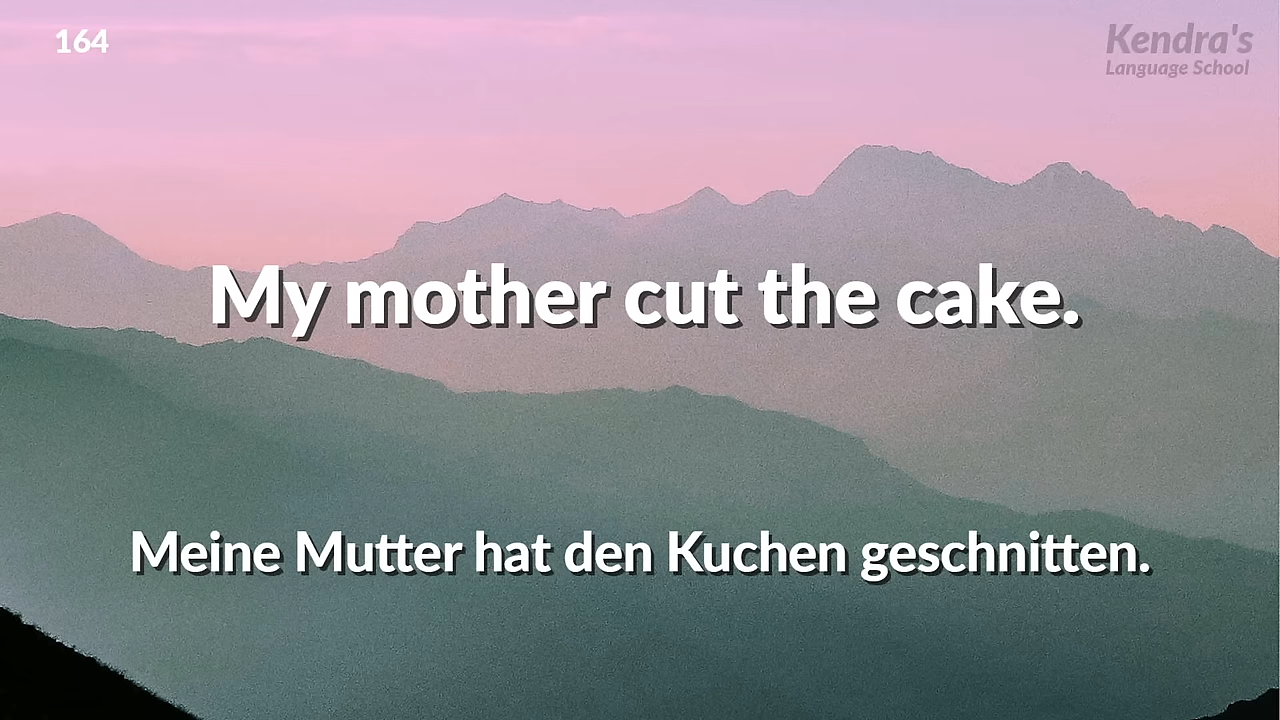 164
Kendra's
Language School
My mother cut the cake.
Meine Mutter hat den Kuchen geschnitten.